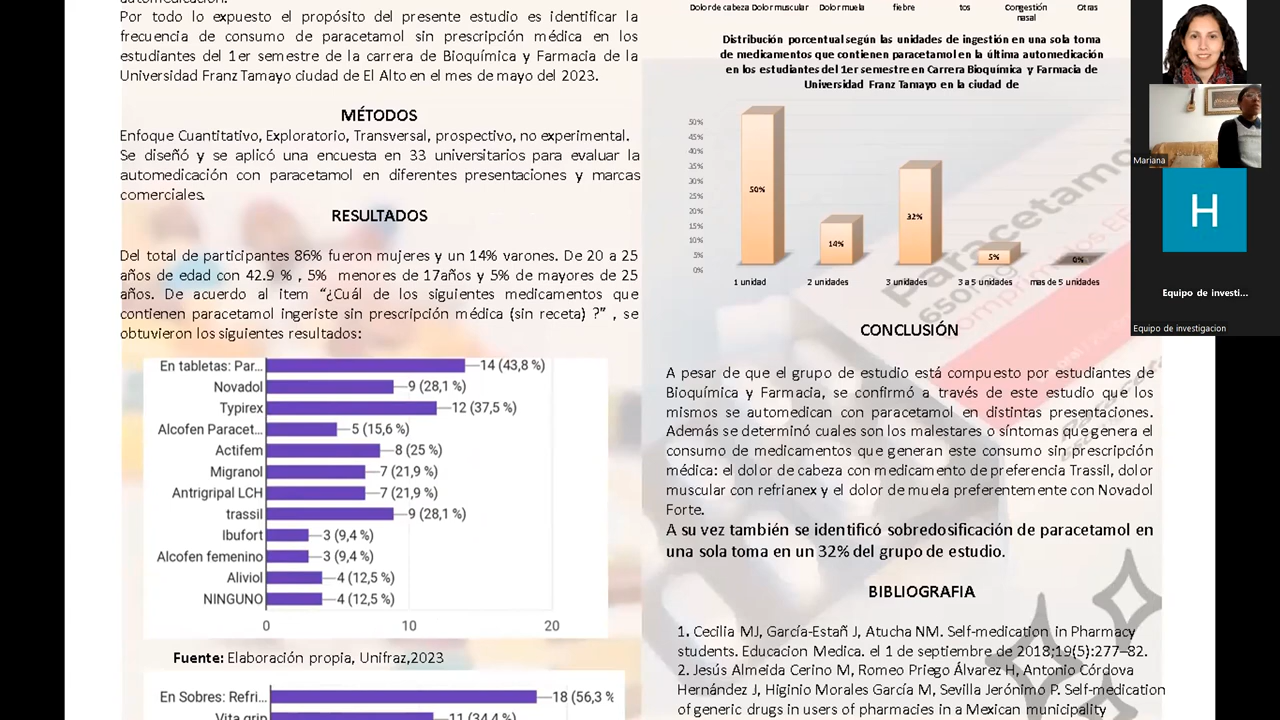 Por todo lo expuesto el propósito del presente estudio es identificar la
frecuencia de consumo de paracetamol sin prescripción médica en los
estudiantes del 1er semestre de la carrera de Bioquímica y Farmacia de la
Universidad Franz Tamayo ciudad de El Alto en el mes de mayo del 2023.
MÉTODOS
Enfoque Cuantitativo, Exploratorio, Transversal, prospectivo, no experimental.
Se diseñó y se aplicó una encuesta en 33 universitarios para evaluar la
automedicación con paracetamol en diferentes presentaciones y marcas
comerciales.
RESULTADOS
Del total de participantes 86% fueron mujeres y un 14% varones. De 20 a 25
años de edad con 42.9 % , 5% menores de 17años y 5% de mayores de 25
años. De acuerdo al item “¿Cuál de los siguientes medicamentos que
contienen paracetamol ingeriste sin prescripción médica (sin receta) ?” , se
obtuvieron los siguientes resultados:
En tabletas: Par... 14 (43,8 %)
Novadol 9 (28,1 %)
Typirex 12 (37,5 %)
Alcofen Paracet... 5 (15,6 %)
Actifem 8 (25 %)
Migranol 7 (21,9 %)
Antrigripal LCH 7 (21,9 %)
trassil 9 (28,1 %)
Ibufort 3 (9,4 %)
Alcofen femenino 3 (9,4 %)
Aliviol 4 (12,5 %)
NINGUNO 4 (12,5 %)
0 10 20
Fuente: Elaboración propia, Unifraz,2023
En Sobres: Refri... 18 (56,3 %
Vita grip 11 (34,4 %)
Dolor de cabeza Dolor muscular Dolor muela fiebre tos Congestión nasal Otras
Distribución porcentual según las unidades de ingestión en una sola toma
de medicamentos que contienen paracetamol en la última automedicación
en los estudiantes del 1er semestre en Carrera Bioquímica y Farmacia de
Universidad Franz Tamayo en la ciudad de
50%
45%
40%
35%
30%
25%
20%
15%
10%
5%
0%
50% 14% 32% 5% 0%
1 unidad 2 unidades 3 unidades 3 a 5 unidades mas de 5 unidades
paracetamol
CONCLUSIÓN
A pesar de que el grupo de estudio está compuesto por estudiantes de
Bioquímica y Farmacia, se confirmó a través de este estudio que los
mismos se automedican con paracetamol en distintas presentaciones.
Además se determinó cuales son los malestares o síntomas que genera el
consumo de medicamentos que generan este consumo sin prescripción
médica: el dolor de cabeza con medicamento de preferencia Trassil, dolor
muscular con refrianex y el dolor de muela preferentemente con Novadol
Forte.
A su vez también se identificó sobredosificación de paracetamol en
una sola toma en un 32% del grupo de estudio.
BIBLIOGRAFIA
1. Cecilia MJ, García-Estañ J, Atucha NM. Self-medication in Pharmacy
students. Educacion Medica. el 1 de septiembre de 2018;19(5):277–82.
2. Jesús Almeida Cerino M, Romeo Priego Álvarez H, Antonio Córdova
Hernández J, Higinio Morales García M, Sevilla Jerónimo P. Self-medication
of generic drugs in users of pharmacies in a Mexican municipality
Mariana
H
Equipo de investi...
Equipo de investigacion